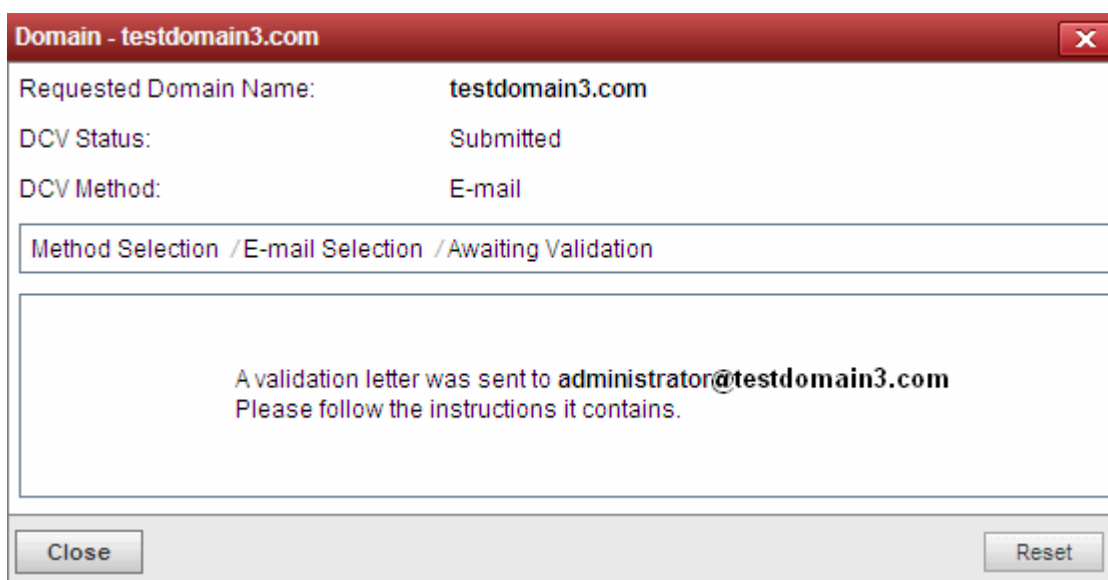 Domain - testdomain3.com
Requested Domain Name: testdomain3.com
DCV Status: Submitted
DCV Method: E-mail
Method Selection / E-mail Selection / Awaiting Validation
A validation letter was sent to administrator@testdomain3.com
Please follow the instructions it contains.
Close Reset